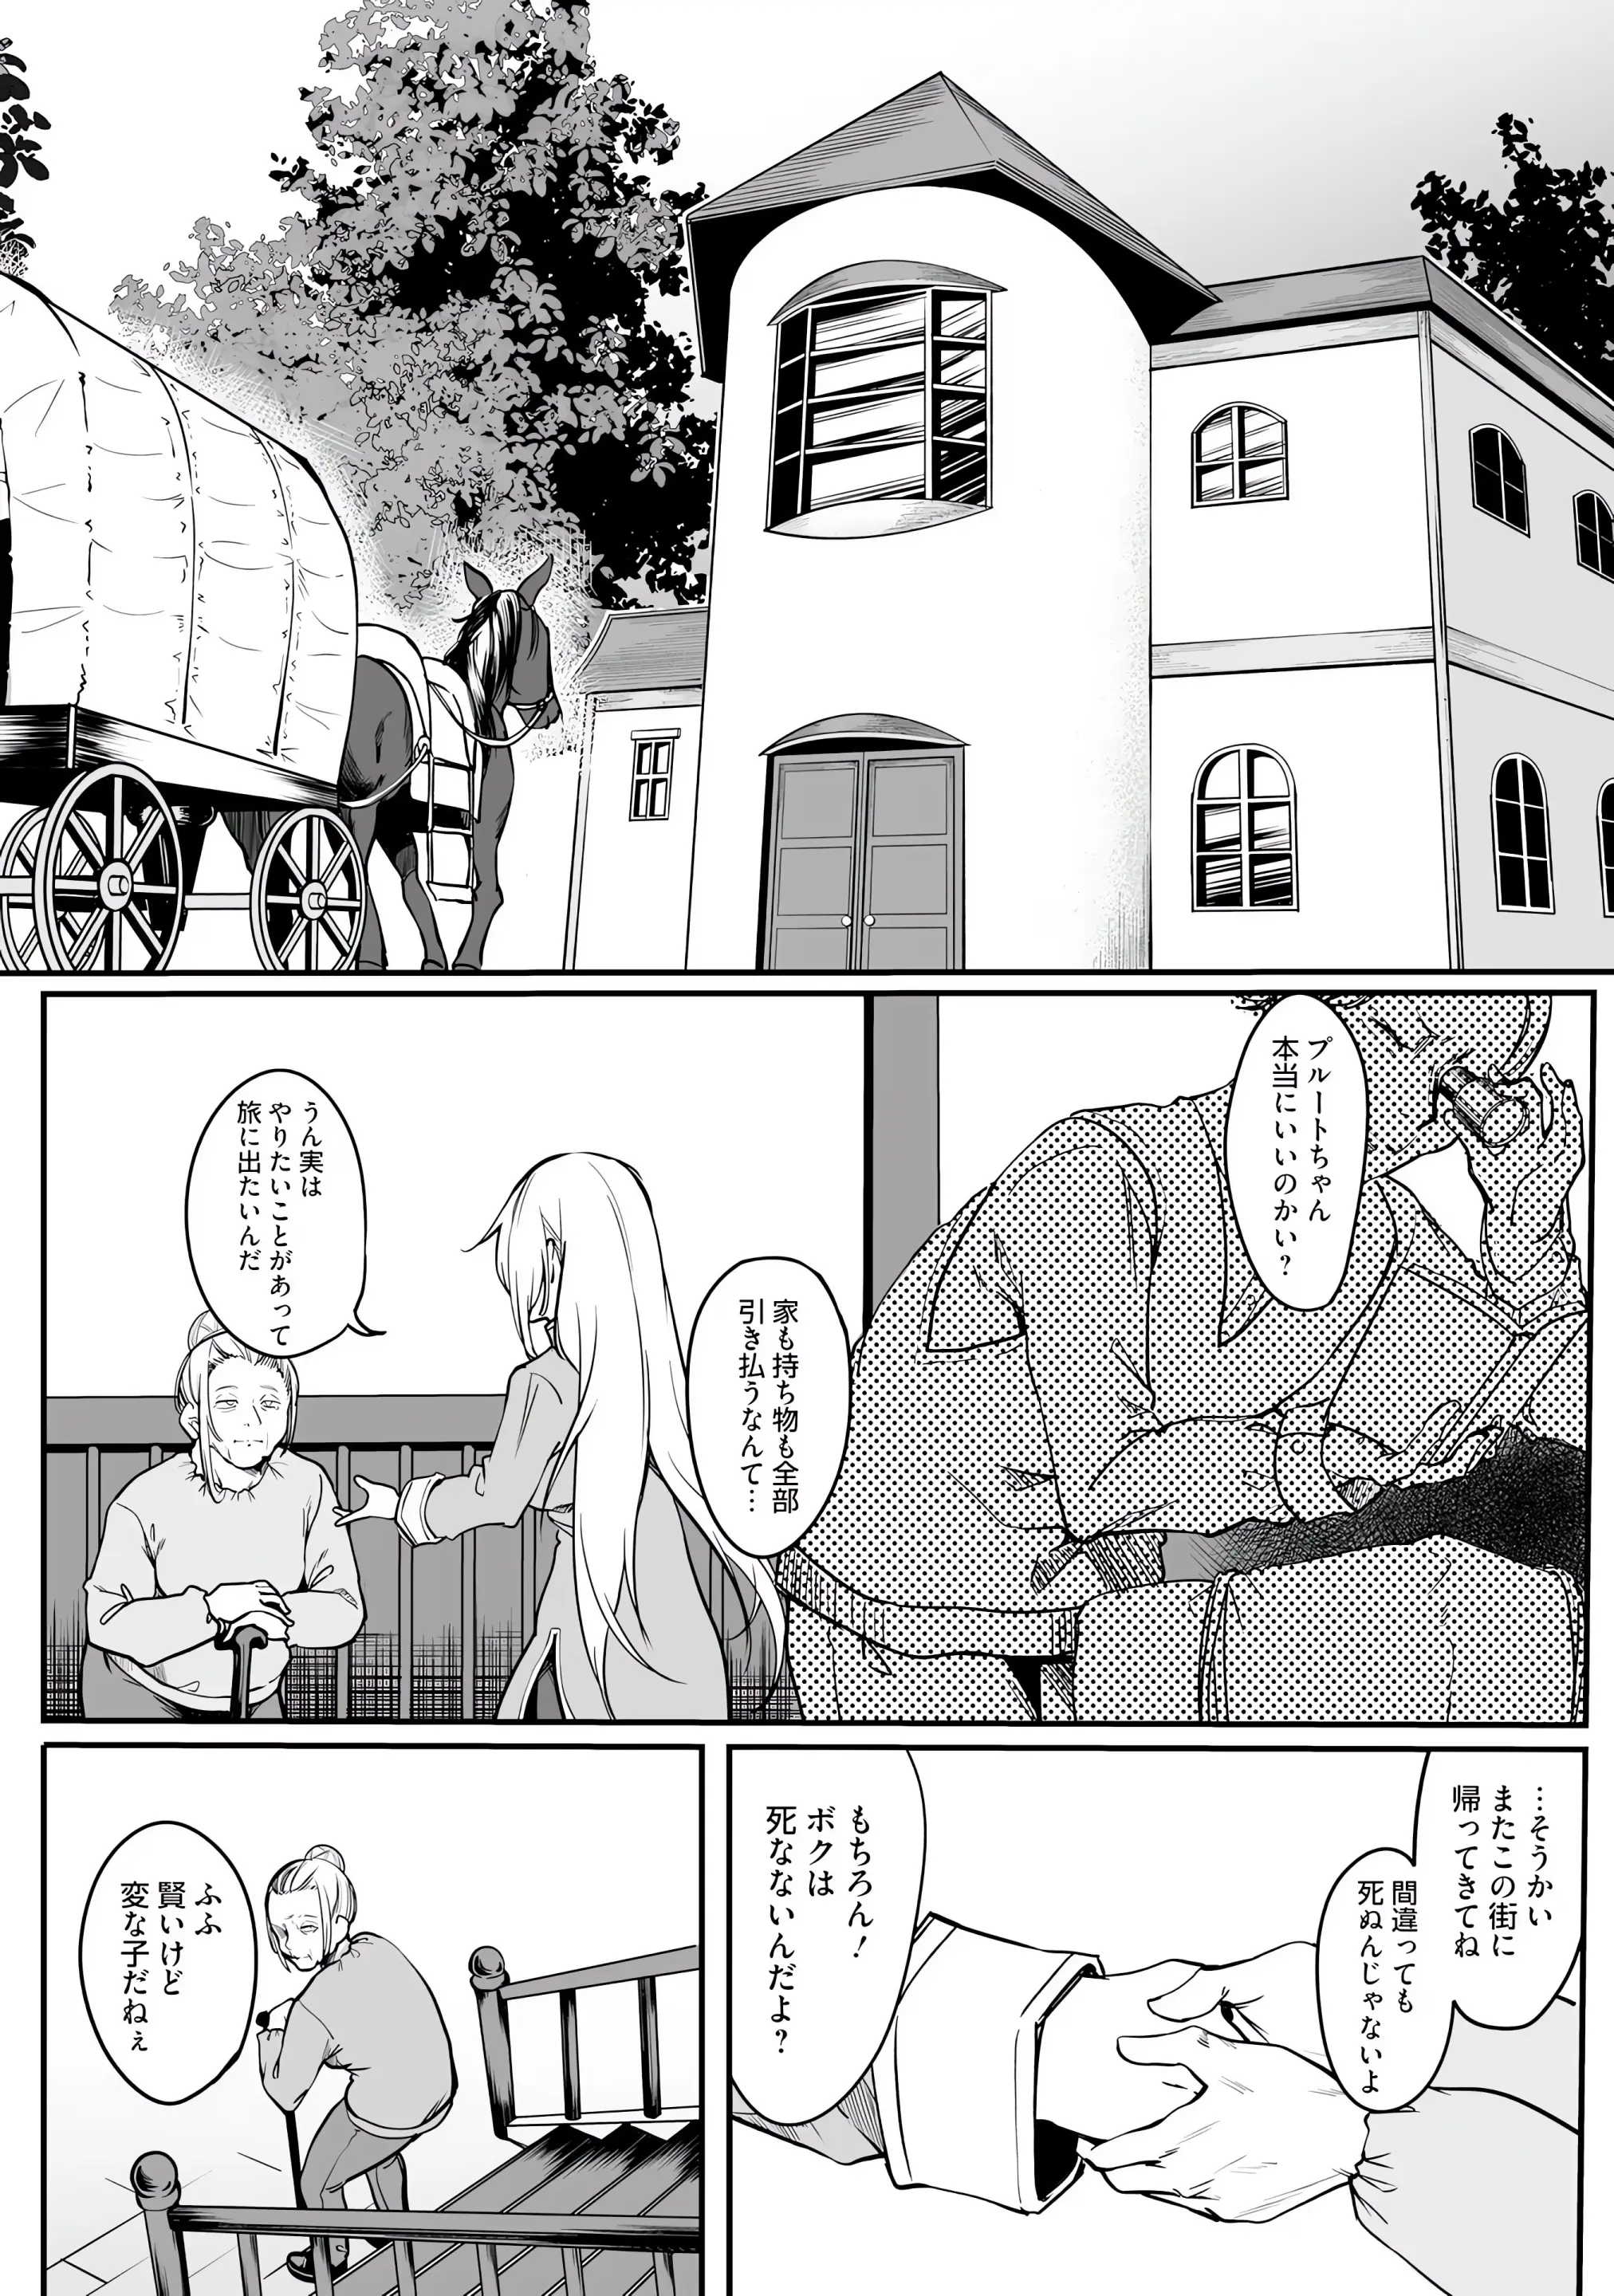 プルートちゃん
本当にいいのかい?
家も持ち物も全部
引き払うなんて…
うん実は
やりたいことがあって
旅に出たいんだ
…そうかい
またこの街に
帰ってきてね
間違っても
死ぬんじゃないよ
もちろん!
ボクは
死なないんだよ?
ふふ
賢いけど
変な子だねぇ